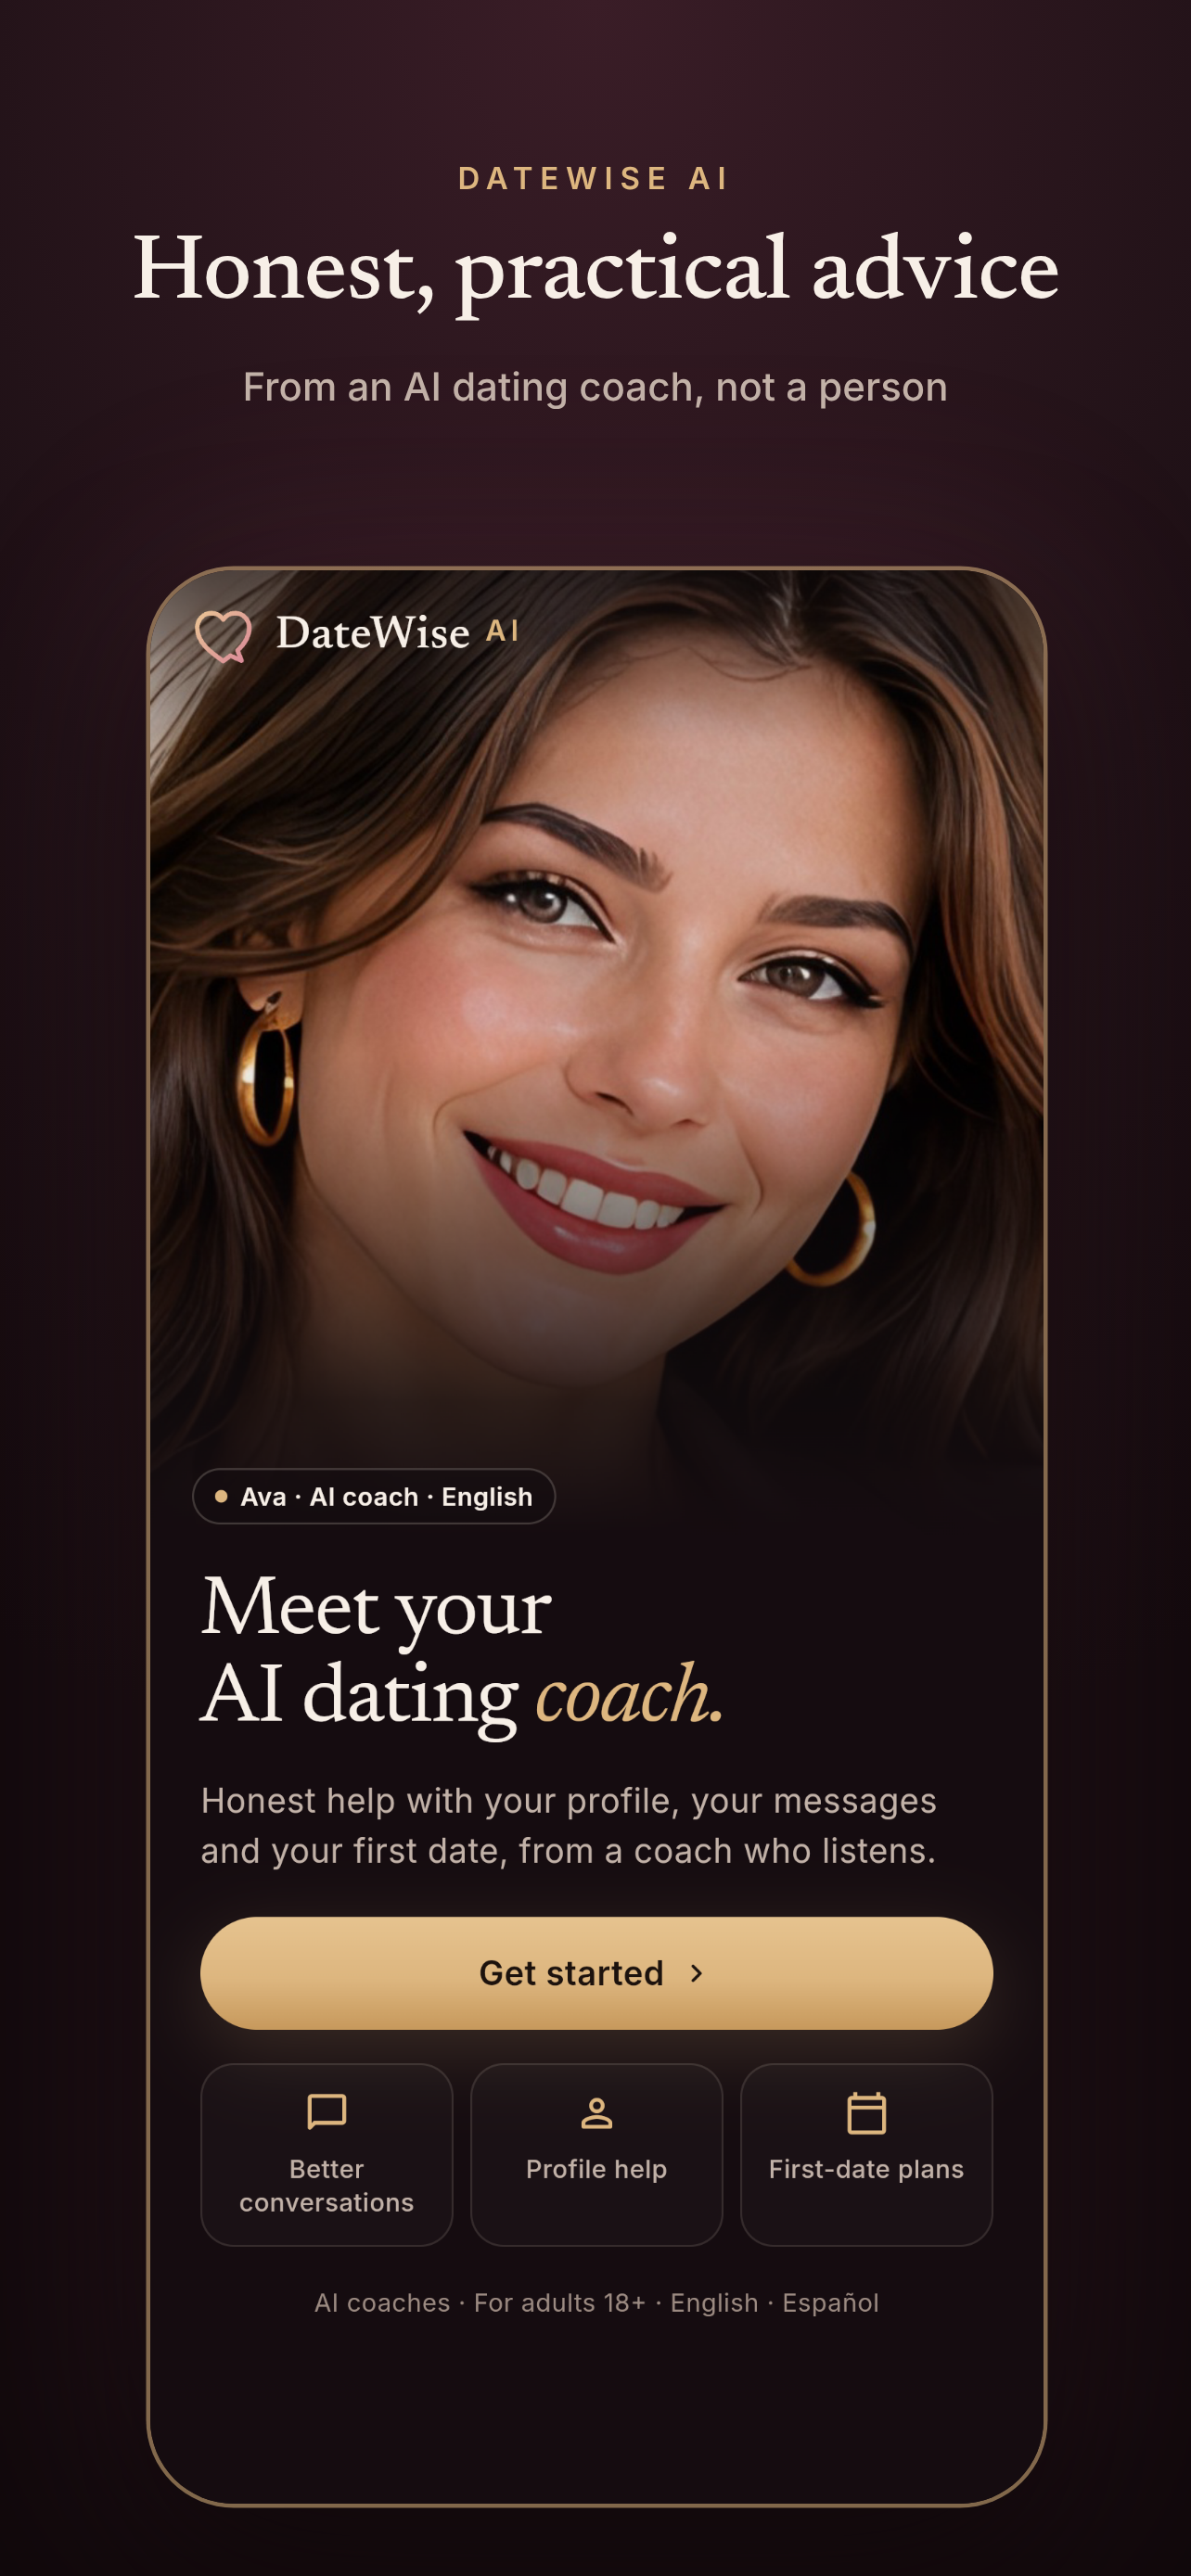 DATEWISE AI
Honest, practical advice
From an AI dating coach, not a person
DateWise AI
Ava · AI coach · English
Meet your
AI dating coach.
Honest help with your profile, your messages
and your first date, from a coach who listens.
Get started
Better
conversations
Profile help
First-date plans
AI coaches · For adults 18+ · English · Español